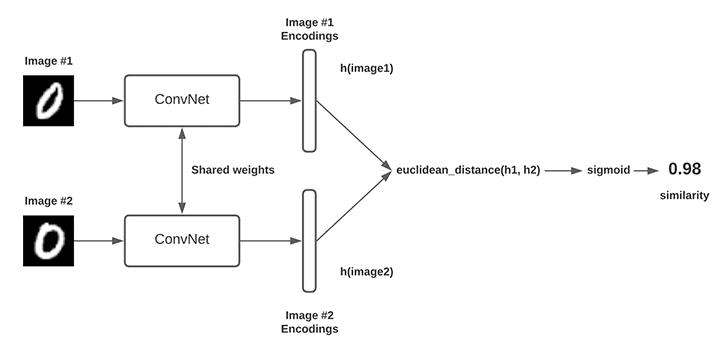 Image #1
Encodings
Image #1
h(image1)
ConvNet
Shared weights
euclidean_distance(h1, h2)
sigmoid
0.98
similarity
Image #2
ConvNet
h(image2)
Image #2
Encodings